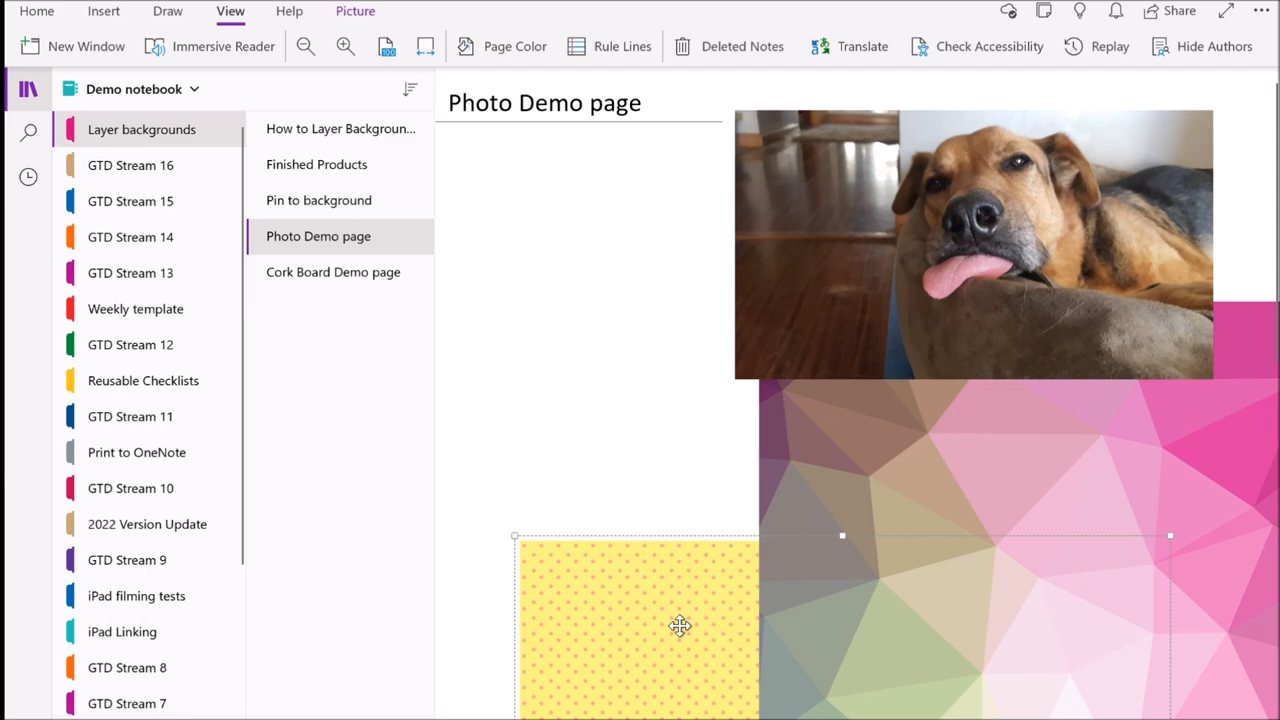 Home Insert Draw View Help Picture Share
New Window Immersive Reader 100 Page Color Rule Lines Deleted Notes Translate Check Accessibility Replay Hide Authors
Demo notebook
Layer backgrounds
GTD Stream 16
GTD Stream 15
GTD Stream 14
GTD Stream 13
Weekly template
GTD Stream 12
Reusable Checklists
GTD Stream 11
Print to OneNote
GTD Stream 10
2022 Version Update
GTD Stream 9
iPad filming tests
iPad Linking
GTD Stream 8
GTD Stream 7
How to Layer Backgroun...
Finished Products
Pin to background
Photo Demo page
Cork Board Demo page
Photo Demo page